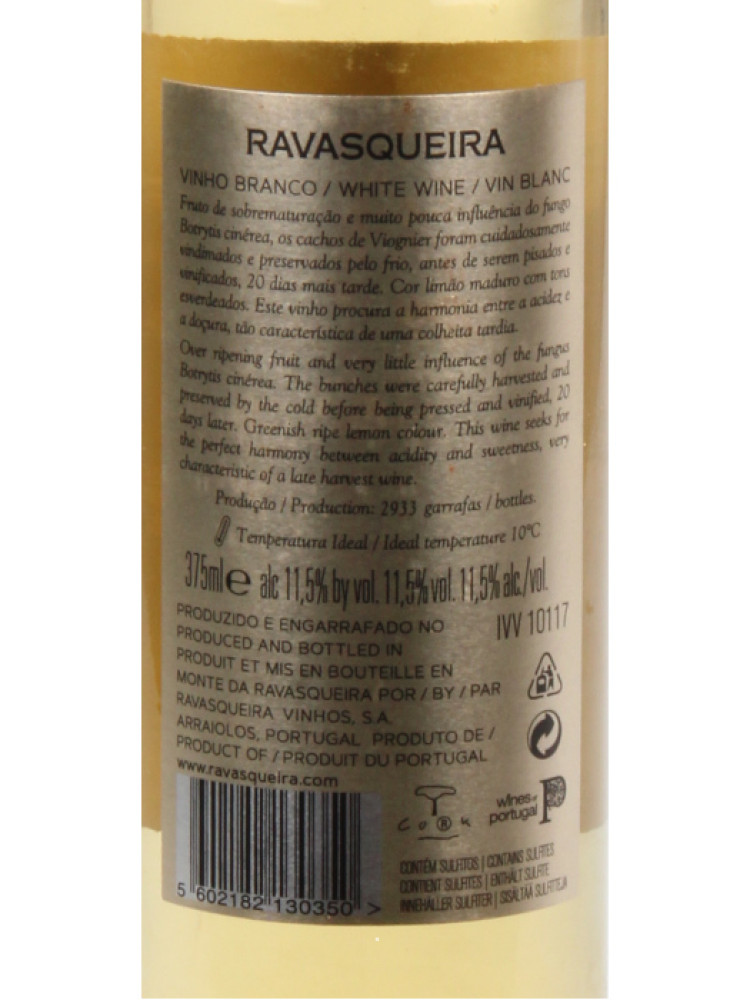 RAVASQUEIRA
VINHO BRANCO / WHITE WINE / VIN BLANC
Fruto de sobrematuração e muito pouca influência do fungo
Botrytis cinérea, os cachos de Viognier foram cuidadosamente
vindimados e preservados pelo frio, antes de serem pisados e
vinificados, 20 dias mais tarde. Cor limão maduro com tons
esverdeados. Este vinho procura a harmonia entre a acidez e
a doçura, tão característica de uma colheita tardia.
Over ripening fruit and very little influence of the fungus
Botrytis cinérea. The bunches were carefully harvested and
preserved by the cold before being pressed and vinified, 20
days later. Greenish ripe lemon colour. This wine seeks for
the perfect harmony between acidity and sweetness, very
characteristic of a late harvest wine.
Produção / Production: 2933 garrafas / bottles.
Temperatura Ideal / Ideal temperature 10°C
375ml e alc 11,5% by vol. 11,5% vol. 11,5% alc./vol.
IVV 10117
PRODUZIDO E ENGARRAFADO NO
PRODUCED AND BOTTLED IN
PRODUIT ET MIS EN BOUTEILLE EN
MONTE DA RAVASQUEIRA POR / BY / PAR
RAVASQUEIRA VINHOS, S.A.
ARRAIOLOS, PORTUGAL PRODUTO DE /
PRODUCT OF / PRODUIT DU PORTUGAL
www.ravasqueira.com
CORK
wines of
portugal
CONTÉM SULFITOS | CONTAINS SULFITES
CONTIENT SULFITES | ENTHÄLT SULFITE
INNEHÅLLER SULFITER | SISÄLTÄÄ SULFIITTEJA
5 602182 130350 >